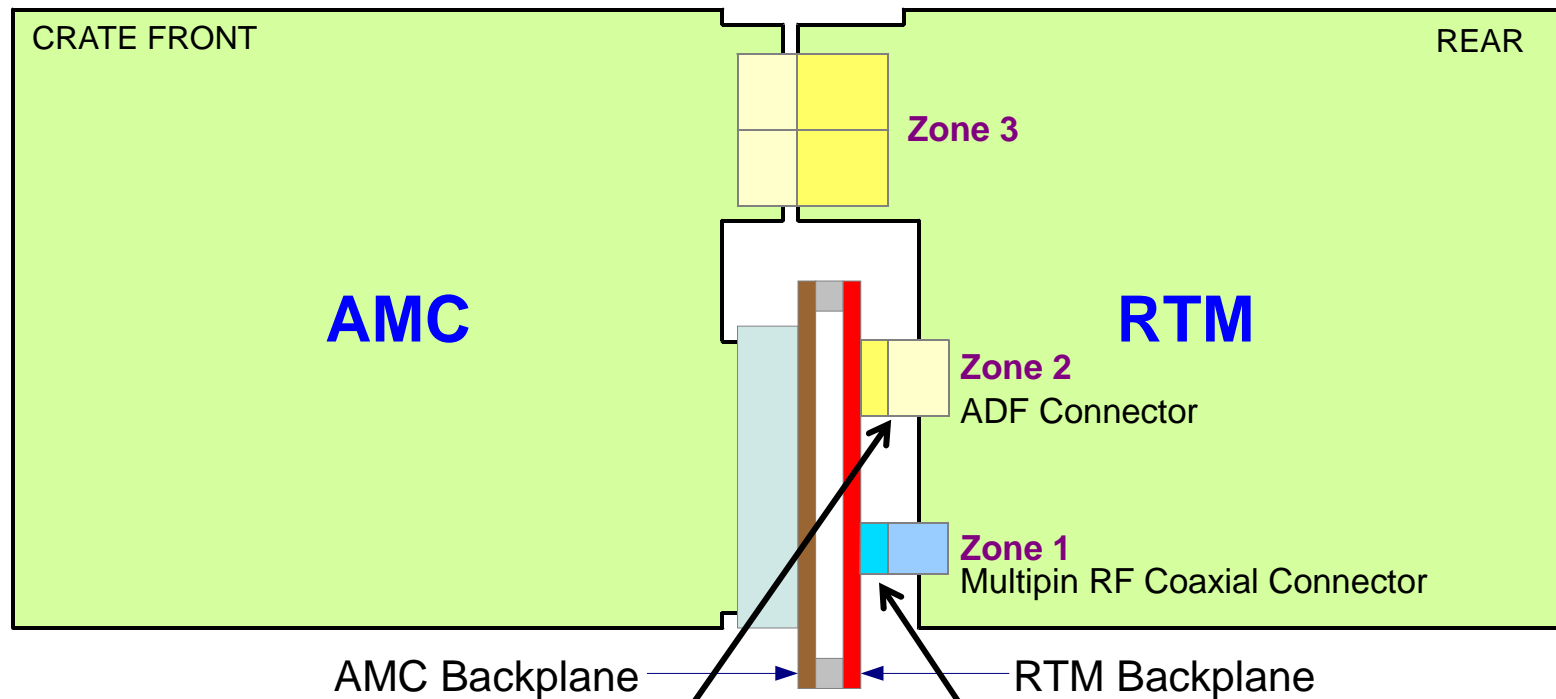 CRATE FRONT
REAR
Zone 3
AMC
RTM
Zone 2
ADF Connector
Zone 1
Multipin RF Coaxial Connector
AMC Backplane
RTM Backplane